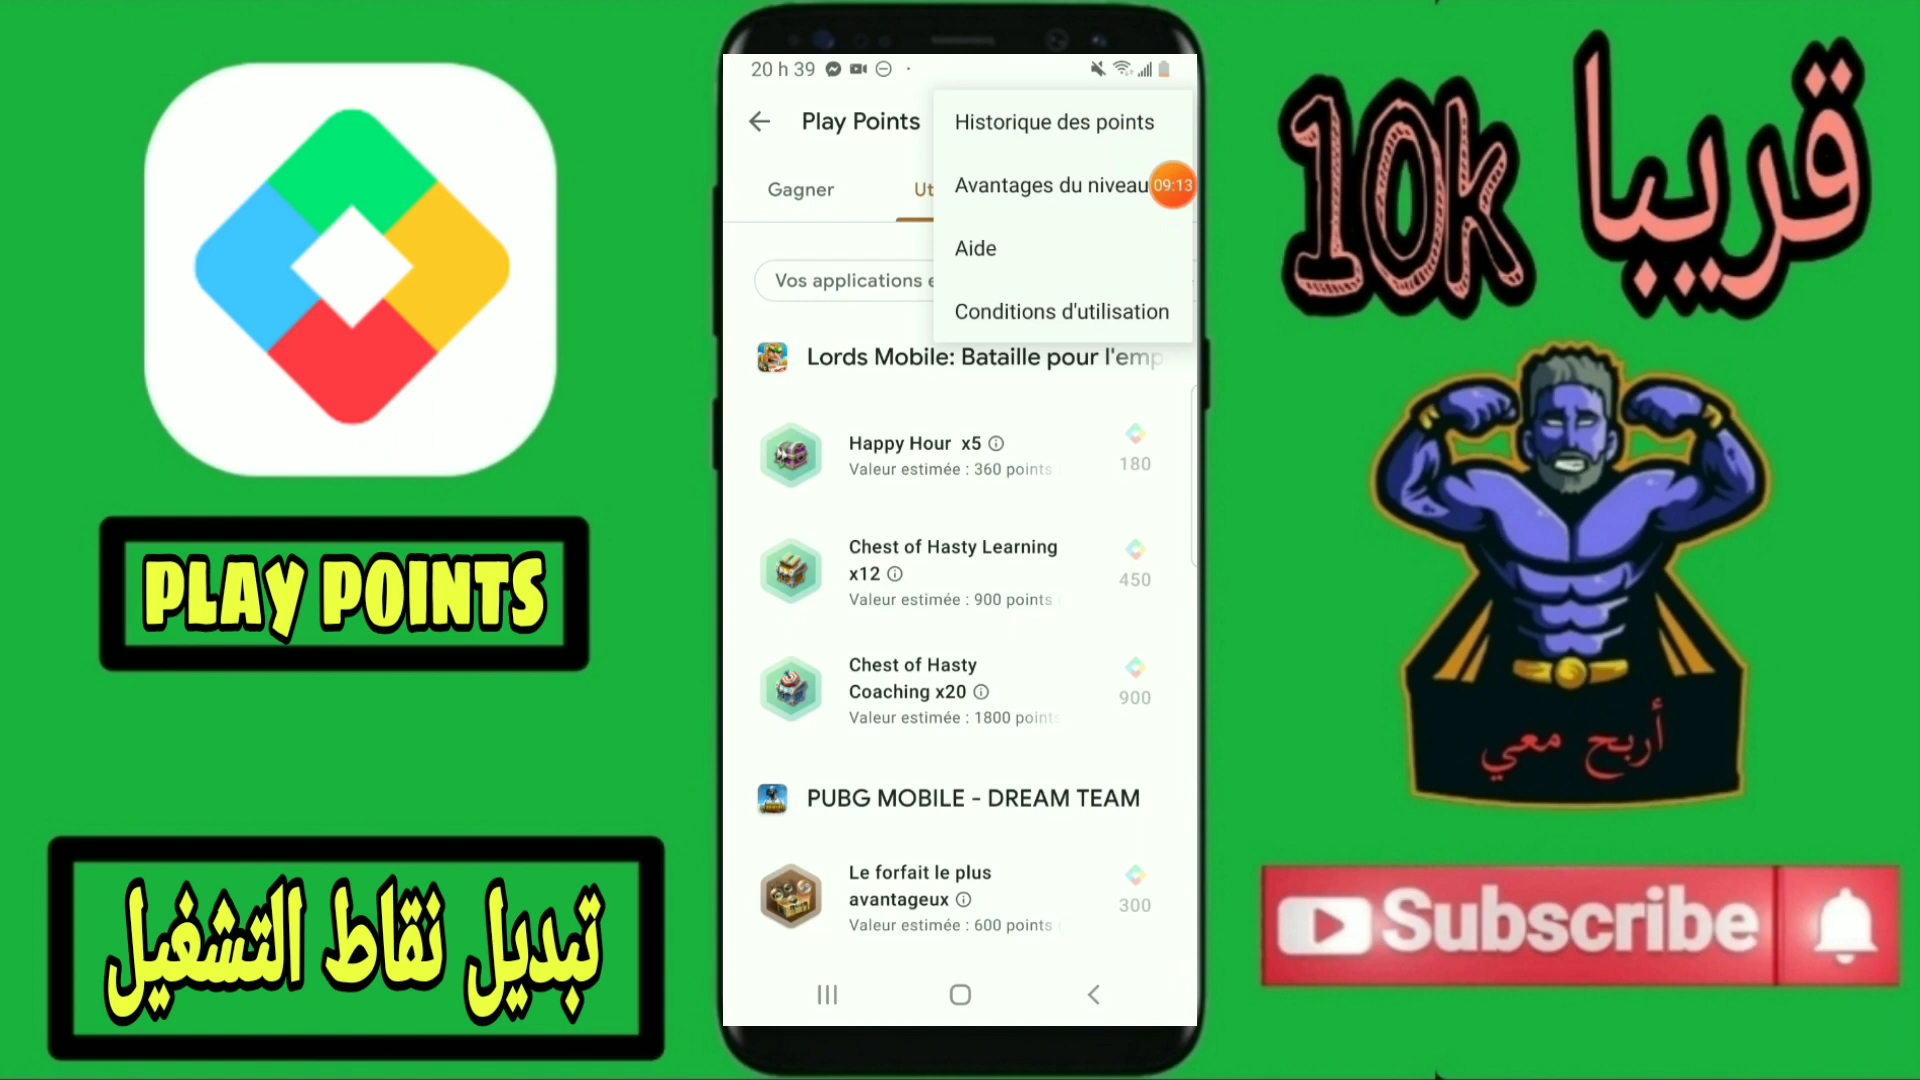 PLAY POINTS
تبديل نقاط التشغيل
20 h 39
Play Points
Historique des points
Avantages du niveau
09:13
Aide
Conditions d'utilisation
Gagner
Ut
Vos applications e
Lords Mobile: Bataille pour l'emp
Happy Hour x5
Valeur estimée : 360 points
180
Chest of Hasty Learning
x12
Valeur estimée : 900 points
450
Chest of Hasty
Coaching x20
Valeur estimée : 1800 points
900
PUBG MOBILE - DREAM TEAM
Le forfait le plus
avantageux
Valeur estimée : 600 points
300
قريبا 10k
أربح معي
Subscribe